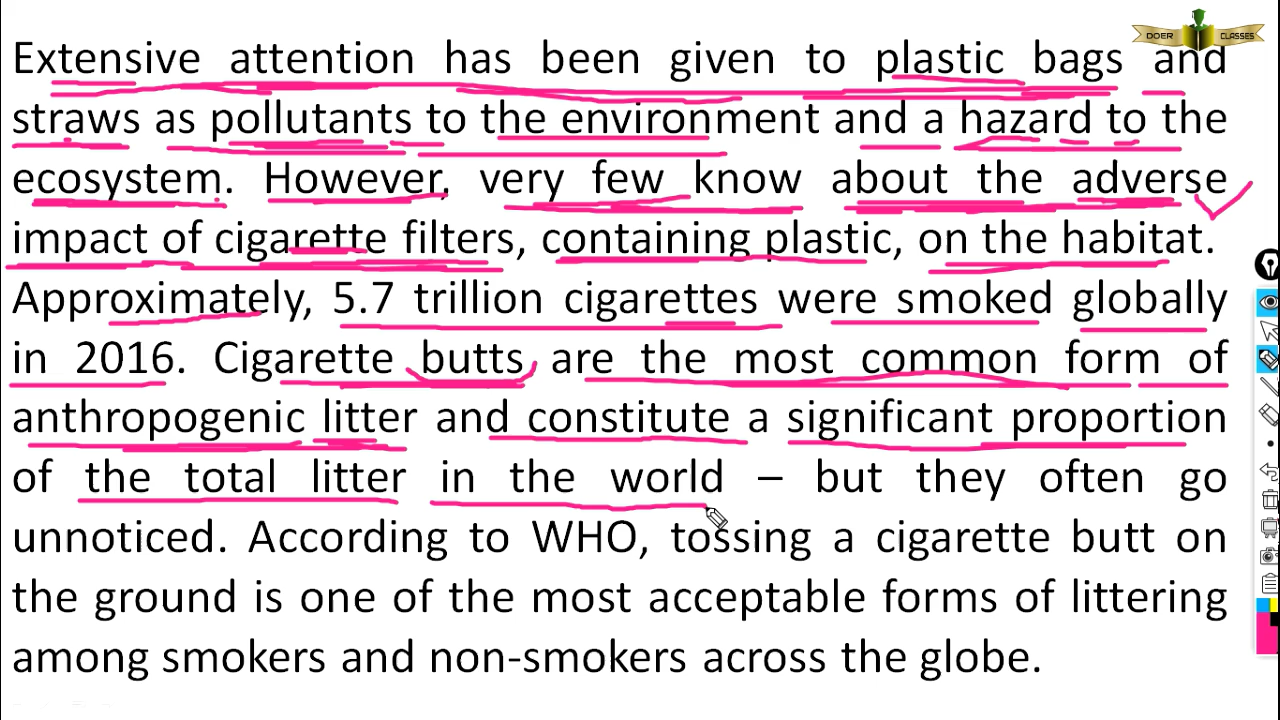 DOER CLASSES
Extensive attention has been given to plastic bags and
straws as pollutants to the environment and a hazard to the
ecosystem. However, very few know about the adverse
impact of cigarette filters, containing plastic, on the habitat.
Approximately, 5.7 trillion cigarettes were smoked globally
in 2016. Cigarette butts are the most common form of
anthropogenic litter and constitute a significant proportion
of the total litter in the world – but they often go
unnoticed. According to WHO, tossing a cigarette butt on
the ground is one of the most acceptable forms of littering
among smokers and non-smokers across the globe.